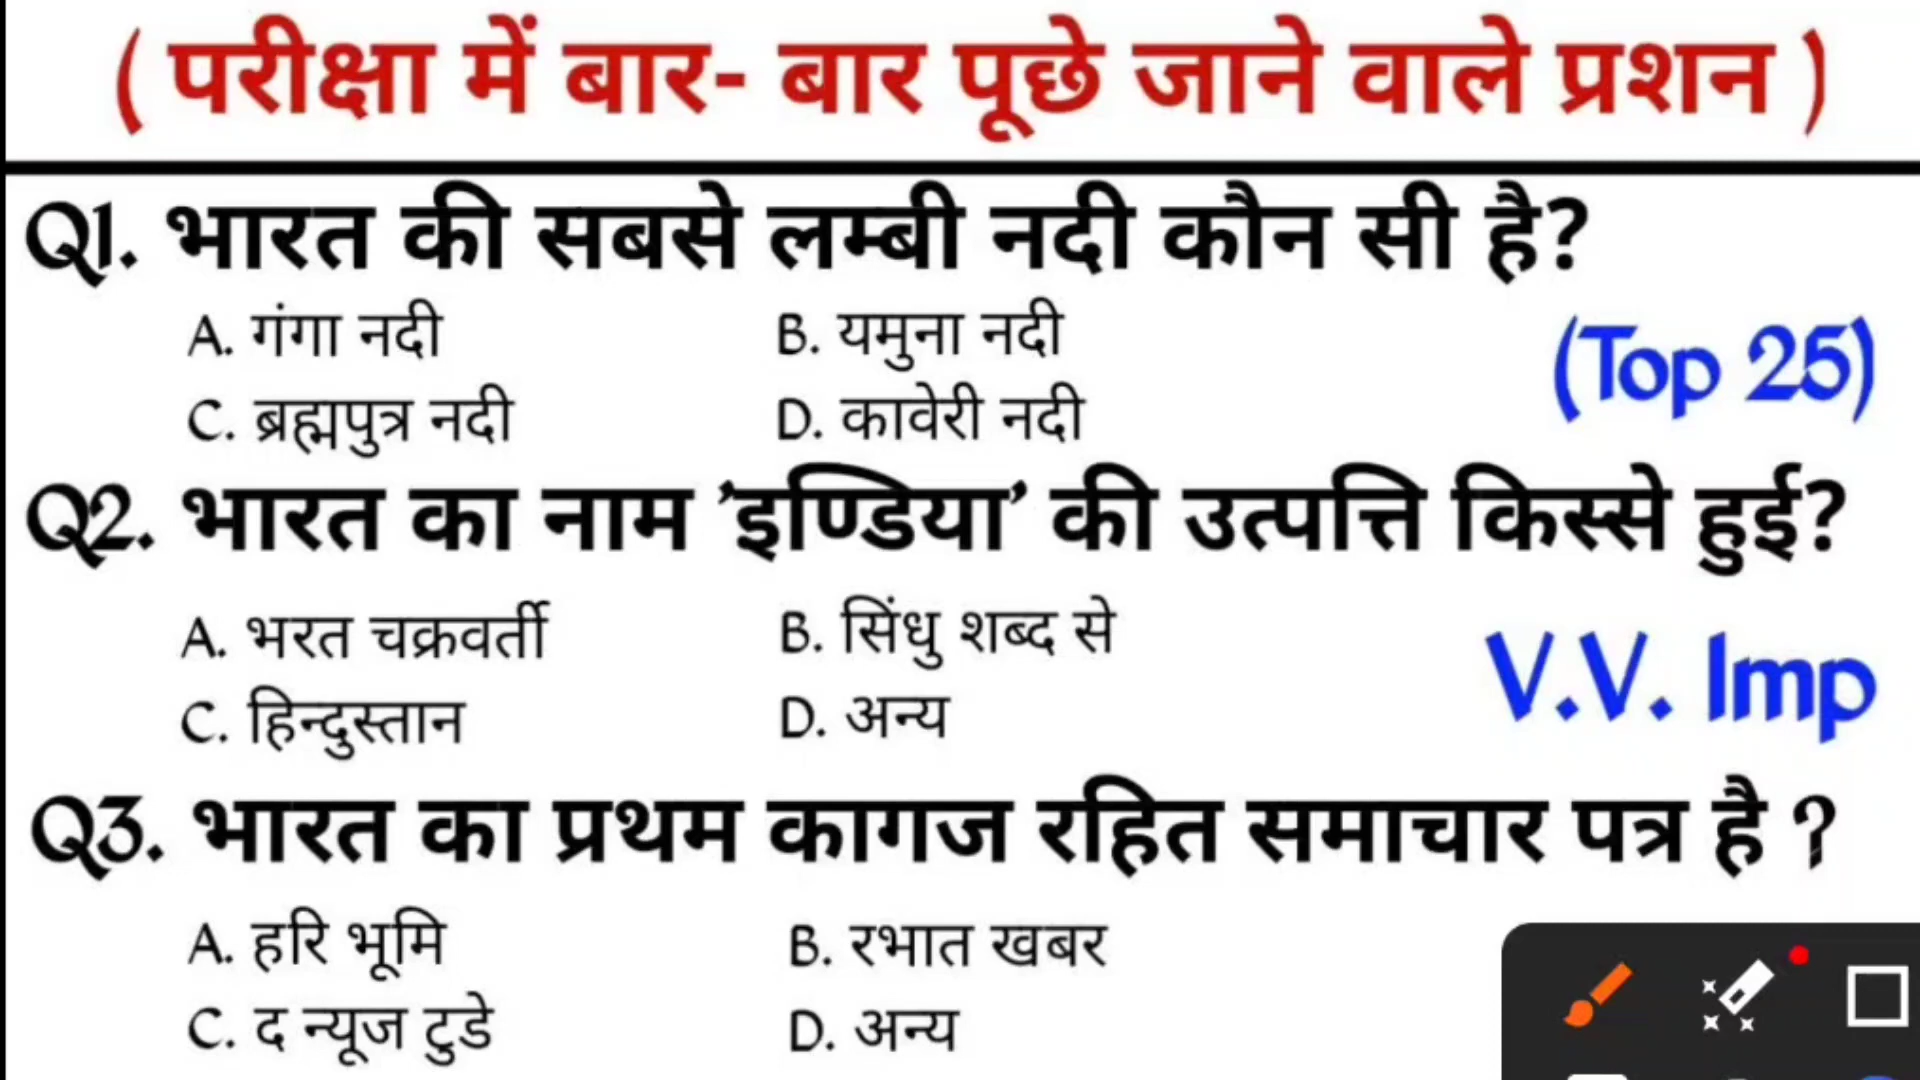 ( परीक्षा में बार- बार पूछे जाने वाले प्रशन )
Q1. भारत की सबसे लम्बी नदी कौन सी है?
A. गंगा नदी B. यमुना नदी
C. ब्रह्मपुत्र नदी D. कावेरी नदी
(Top 25)
Q2. भारत का नाम 'इण्डिया' की उत्पत्ति किस्से हुई?
A. भरत चक्रवर्ती B. सिंधु शब्द से
C. हिन्दुस्तान D. अन्य
V.V. Imp
Q3. भारत का प्रथम कागज रहित समाचार पत्र है ?
A. हरि भूमि B. रभात खबर
C. द न्यूज टुडे D. अन्य